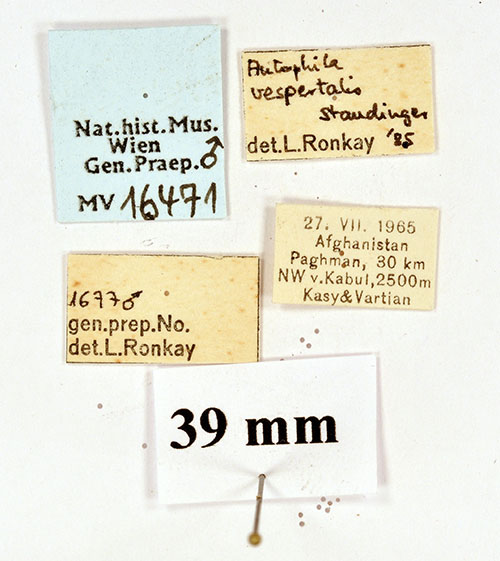 Nat.hist.Mus.
Wien
Gen.Praep.♂
MV 16471
Autophila
vespertalis
Staudinger
det.L.Ronkay '85
27. VII. 1965
Afghanistan
Paghman, 30 km
NW v.Kabul,2500m
Kasy&Vartian
1677♂
gen.prep.No.
det.L.Ronkay
39 mm